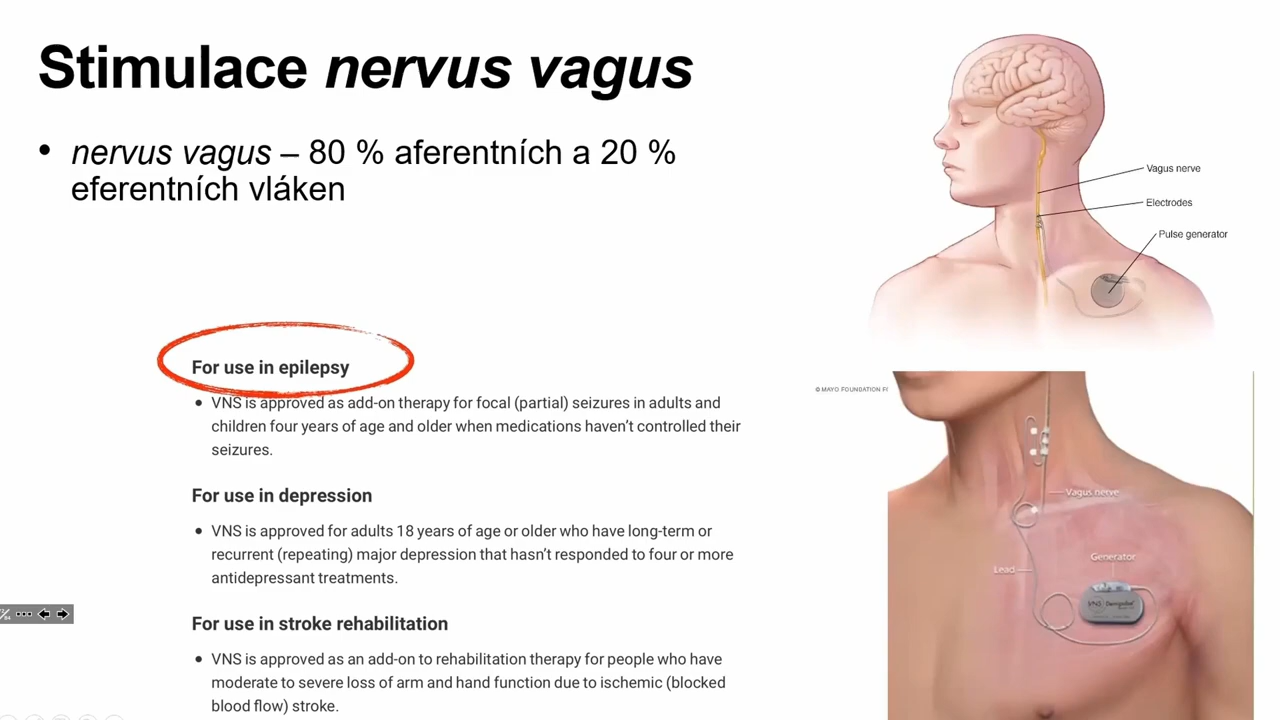 Stimulace nervus vagus
• nervus vagus – 80 % aferentních a 20 %
eferentních vláken
Vagus nerve
Electrodes
Pulse generator
© MAYO FOUNDATION F
For use in epilepsy
• VNS is approved as add-on therapy for focal (partial) seizures in adults and
children four years of age and older when medications haven't controlled their
seizures.
For use in depression
• VNS is approved for adults 18 years of age or older who have long-term or
recurrent (repeating) major depression that hasn't responded to four or more
antidepressant treatments.
For use in stroke rehabilitation
• VNS is approved as an add-on to rehabilitation therapy for people who have
moderate to severe loss of arm and hand function due to ischemic (blocked
blood flow) stroke.
Vagus nerve
Generator
Lead
VNS